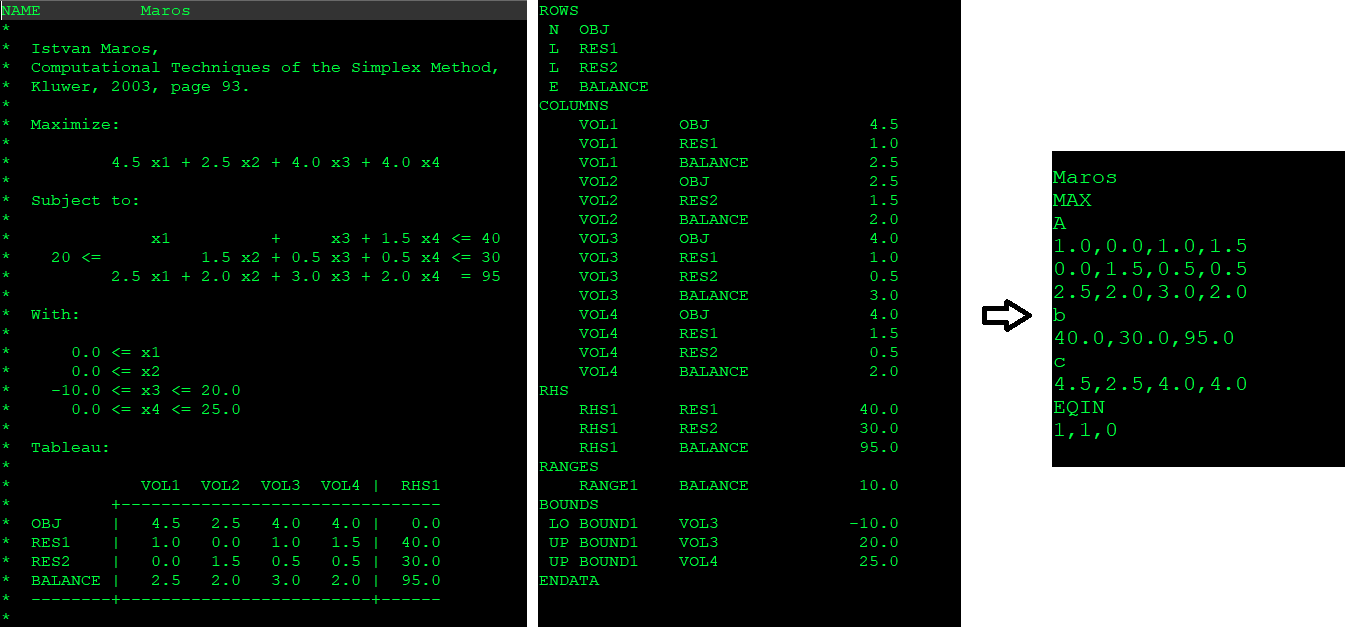 NAME          Maros
*
*  Istvan Maros,
*  Computational Techniques of the Simplex Method,
*  Kluwer, 2003, page 93.
*
*  Maximize:
*
*          4.5 x1 + 2.5 x2 + 4.0 x3 + 4.0 x4
*
*  Subject to:
*
*              x1          +     x3 + 1.5 x4 <= 40
*    20 <=          1.5 x2 + 0.5 x3 + 0.5 x4 <= 30
*          2.5 x1 + 2.0 x2 + 3.0 x3 + 2.0 x4  = 95
*
*  With:
*
*      0.0 <= x1
*      0.0 <= x2
*    -10.0 <= x3 <= 20.0
*      0.0 <= x4 <= 25.0
*
*  Tableau:
*
*             VOL1  VOL2  VOL3  VOL4 |  RHS1
*          +--------------------------------
*  OBJ     |   4.5   2.5   4.0   4.0 |   0.0
*  RES1    |   1.0   0.0   1.0   1.5 |  40.0
*  RES2    |   0.0   1.5   0.5   0.5 |  30.0
*  BALANCE |   2.5   2.0   3.0   2.0 |  95.0
*  --------+-------------------------+------
*
ROWS
 N  OBJ
 L  RES1
 L  RES2
 E  BALANCE
COLUMNS
    VOL1      OBJ                4.5
    VOL1      RES1               1.0
    VOL1      BALANCE            2.5
    VOL2      OBJ                2.5
    VOL2      RES2               1.5
    VOL2      BALANCE            2.0
    VOL3      OBJ                4.0
    VOL3      RES1               1.0
    VOL3      RES2               0.5
    VOL3      BALANCE            3.0
    VOL4      OBJ                4.0
    VOL4      RES1               1.5
    VOL4      RES2               0.5
    VOL4      BALANCE            2.0
RHS
    RHS1      RES1              40.0
    RHS1      RES2              30.0
    RHS1      BALANCE           95.0
RANGES
    RANGE1    BALANCE           10.0
BOUNDS
 LO BOUND1    VOL3             -10.0
 UP BOUND1    VOL3              20.0
 UP BOUND1    VOL4              25.0
ENDATA
Maros
MAX
A
1.0,0.0,1.0,1.5
0.0,1.5,0.5,0.5
2.5,2.0,3.0,2.0
b
40.0,30.0,95.0
c
4.5,2.5,4.0,4.0
EQIN
1,1,0